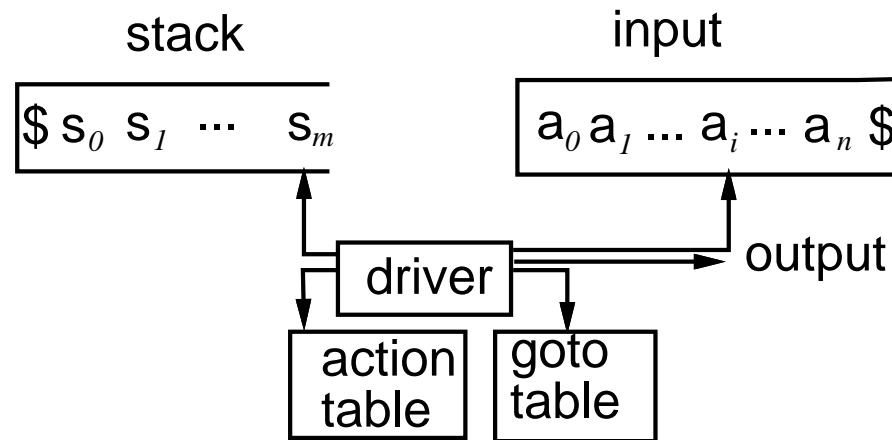 stack
input
$ s0 s1 ... sm
a0 a1 ... ai ... an $
output
driver
action
table
goto
table